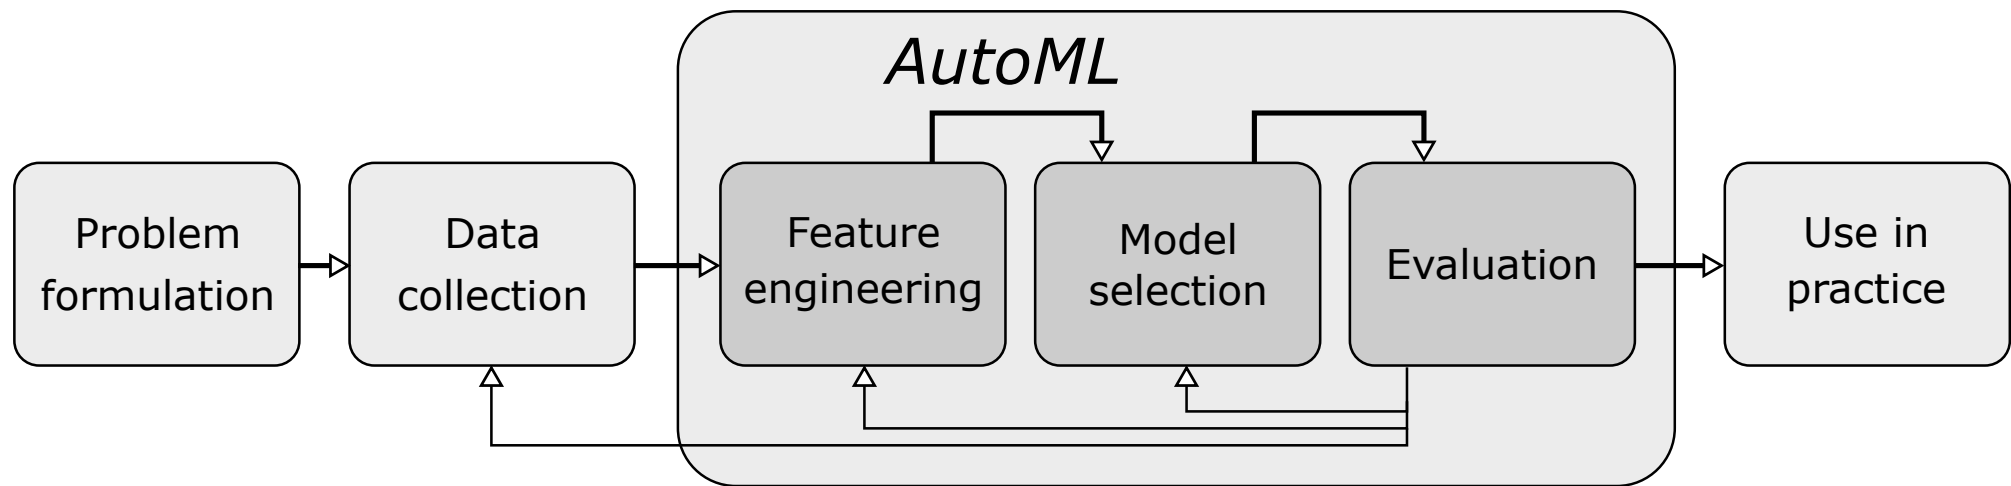 AutoML
Problem
formulation
Data
collection
Feature
engineering
Model
selection
Evaluation
Use in
practice